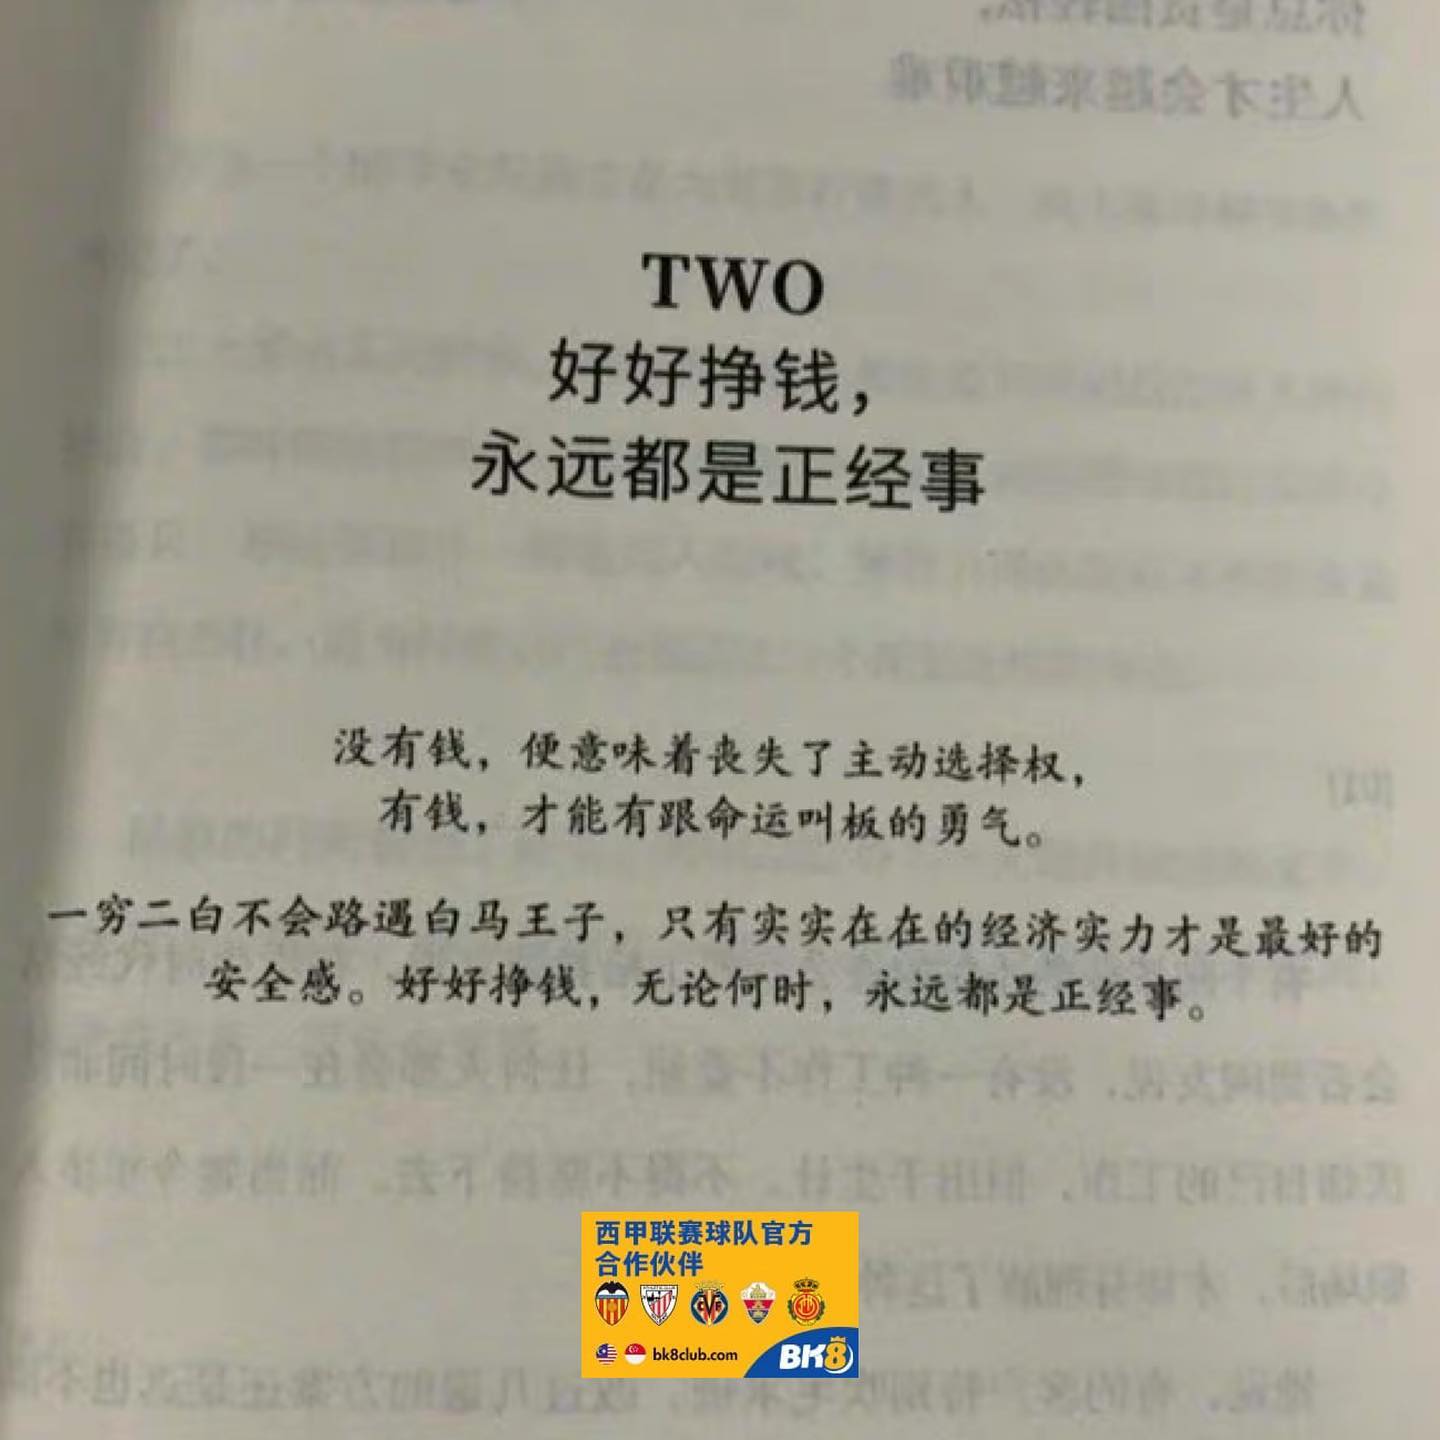 TWO
好好挣钱，
永远都是正经事
没有钱，便意味着丧失了主动选择权，
有钱，才能有跟命运叫板的勇气。
一穷二白不会路遇白马王子，只有实实在在的经济实力才是最好的
安全感。好好挣钱，无论何时，永远都是正经事。
西甲联赛球队官方
合作伙伴
bk8club.com
BK8